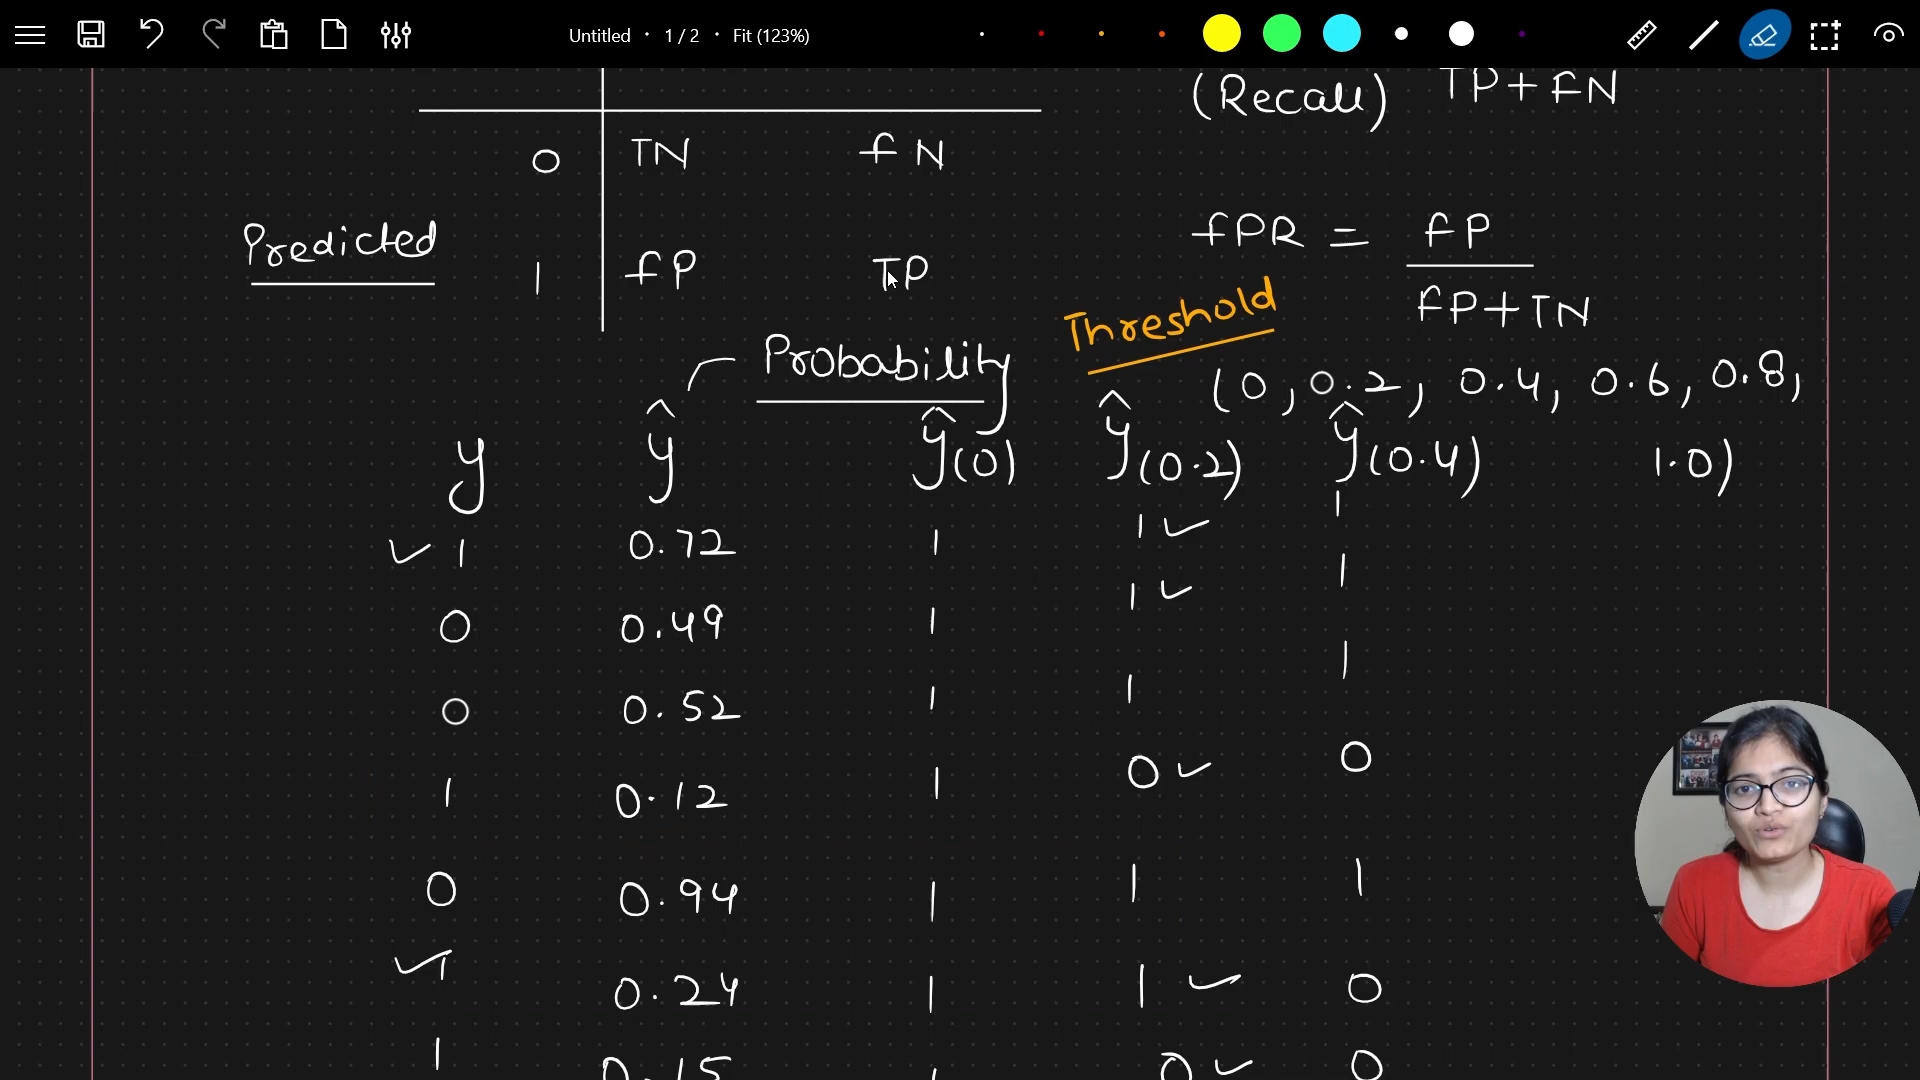 Untitled • 1 / 2 • Fit (123%)
(Recall) TP + FN
0 TN fN
Predicted
1 fP TP
fPR = fP
fP + TN
Threshold
Probability
(0, 0.2, 0.4, 0.6, 0.8,
1.0)
y ŷ ŷ(0) ŷ(0.2) ŷ(0.4)
✓ 1 0.72 1 1 ✓ 1
0 0.49 1 1 ✓ 1
0 0.52 1 1 1
1 0.12 1 0 ✓ 0
0 0.94 1 1 1
✓ 1 0.24 1 1 ✓ 0
1 0.15 1 0 ✓ 0